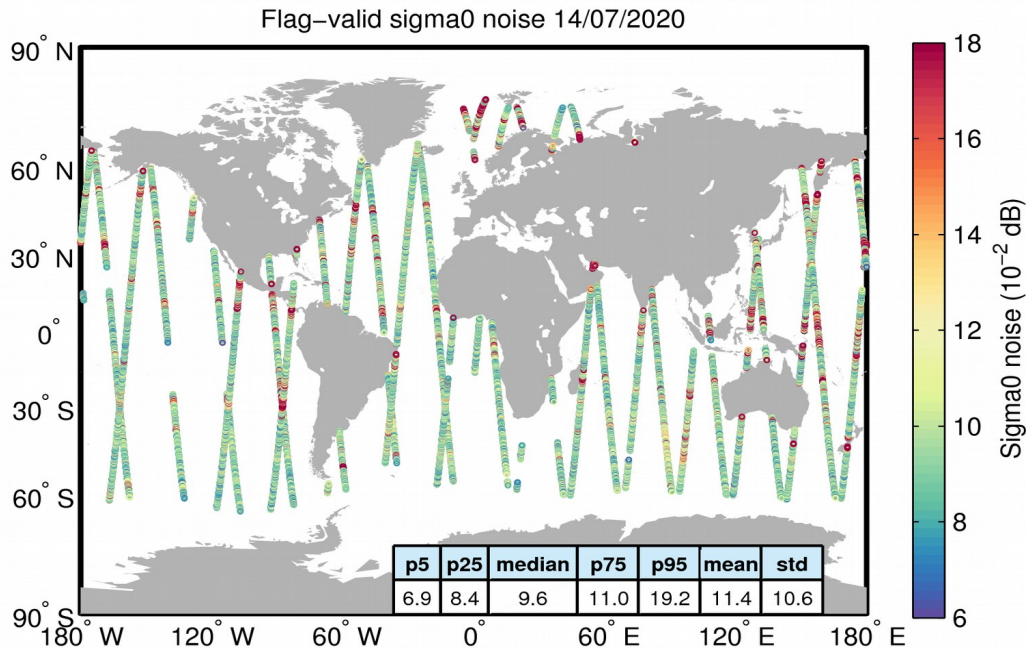 Flag-valid sigma0 noise 14/07/2020
90° N
60° N
30° N
0°
30° S
60° S
90° S
180° W
120° W
60° W
0°
60° E
120° E
180° E
p5 p25 median p75 p95 mean std
6.9 8.4 9.6 11.0 19.2 11.4 10.6
18
16
14
12
10
8
6
Sigma0 noise (10⁻² dB)